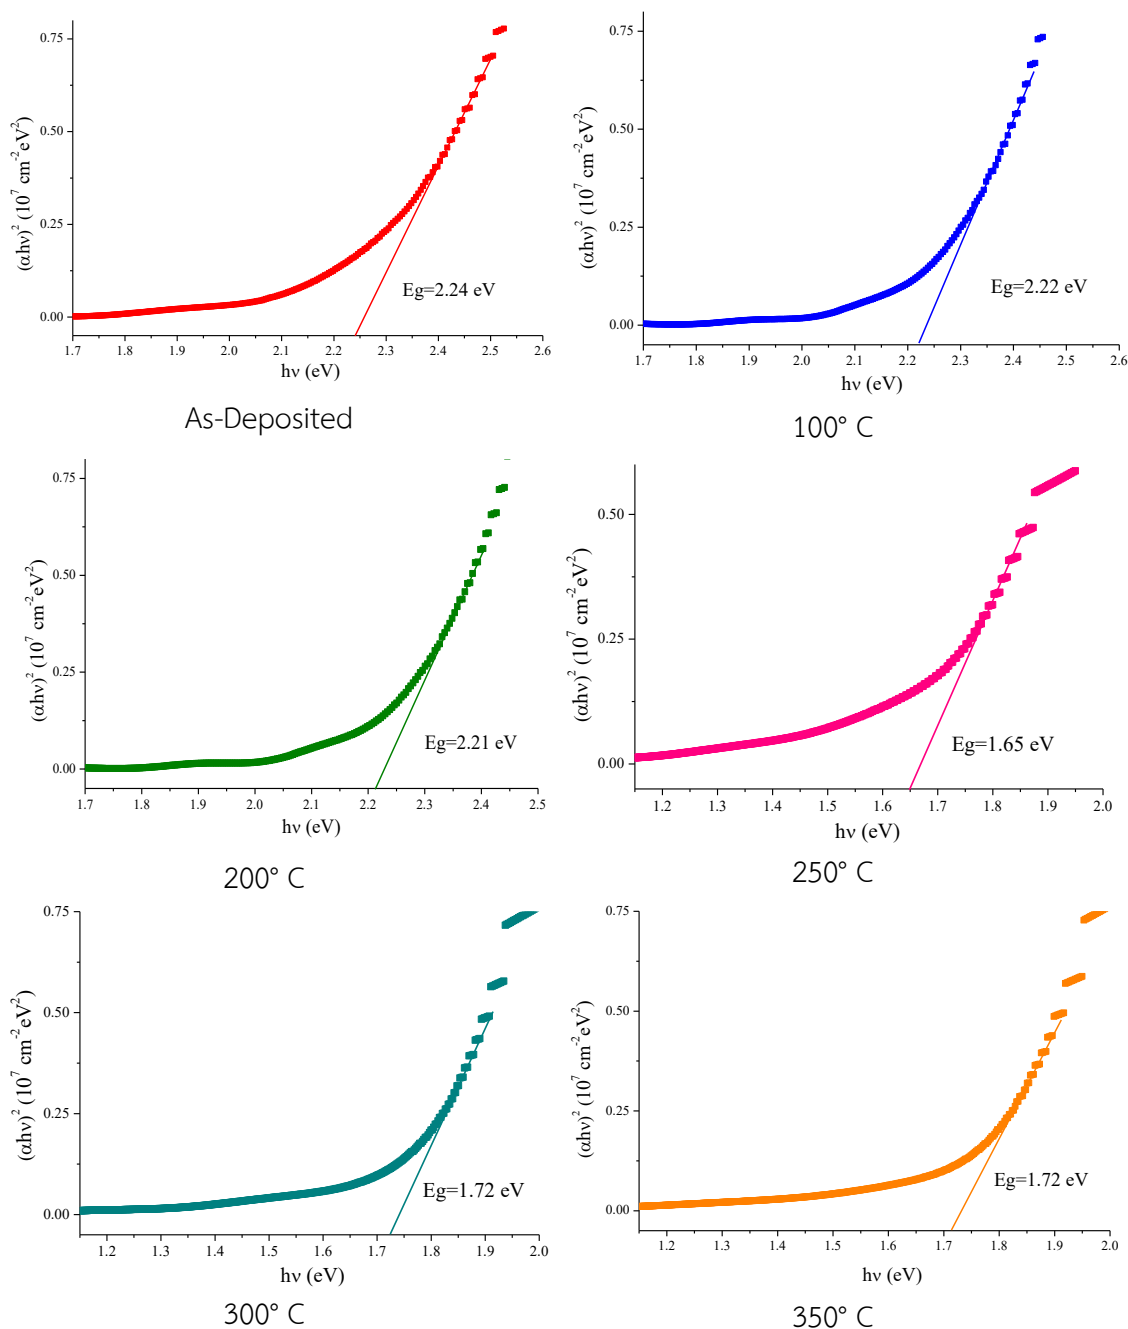 0.75
0.50
0.25
0.00
(αhν)² (10⁷ cm⁻²eV²)
Eg=2.24 eV
1.7 1.8 1.9 2.0 2.1 2.2 2.3 2.4 2.5 2.6
hν (eV)
As-Deposited
0.75
0.50
0.25
0.00
(αhν)² (10⁷ cm⁻²eV²)
Eg=2.22 eV
1.7 1.8 1.9 2.0 2.1 2.2 2.3 2.4 2.5 2.6
hν (eV)
100° C
0.75
0.50
0.25
0.00
(αhν)² (10⁷ cm⁻²eV²)
Eg=2.21 eV
1.7 1.8 1.9 2.0 2.1 2.2 2.3 2.4 2.5
hν (eV)
200° C
0.50
0.25
0.00
(αhν)² (10⁷ cm⁻²eV²)
Eg=1.65 eV
1.2 1.3 1.4 1.5 1.6 1.7 1.8 1.9 2.0
hν (eV)
250° C
0.75
0.50
0.25
0.00
(αhν)² (10⁷ cm⁻²eV²)
Eg=1.72 eV
1.2 1.3 1.4 1.5 1.6 1.7 1.8 1.9 2.0
hν (eV)
300° C
0.75
0.50
0.25
0.00
(αhν)² (10⁷ cm⁻²eV²)
Eg=1.72 eV
1.2 1.3 1.4 1.5 1.6 1.7 1.8 1.9 2.0
hν (eV)
350° C